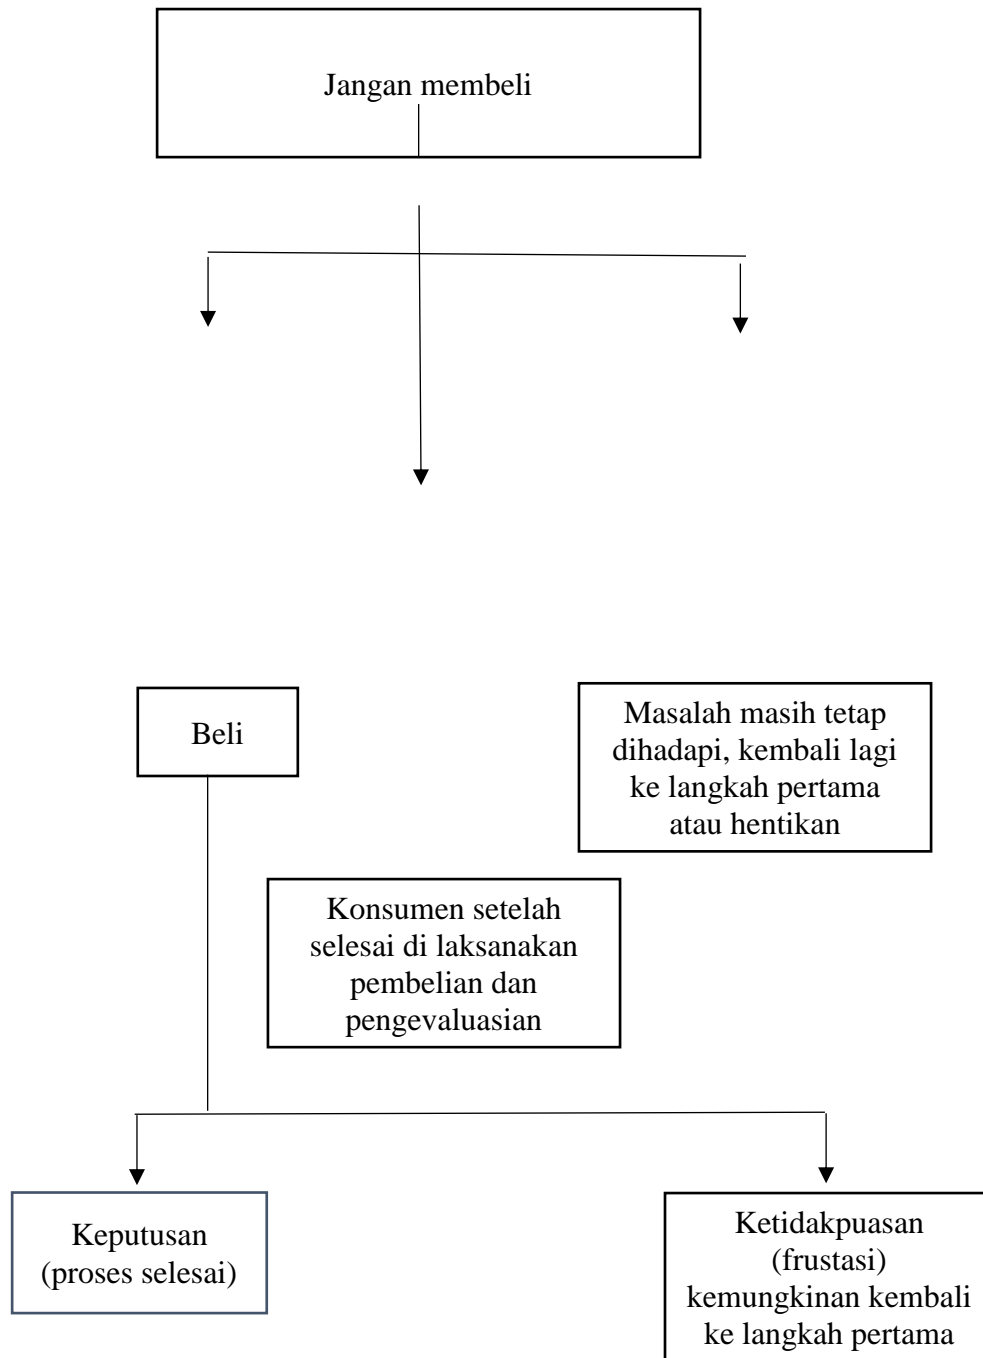 Jangan membeli
Beli
Masalah masih tetap
dihadapi, kembali lagi
ke langkah pertama
atau hentikan
Konsumen setelah
selesai di laksanakan
pembelian dan
pengevaluasian
Keputusan
(proses selesai)
Ketidakpuasan
(frustasi)
kemungkinan kembali
ke langkah pertama